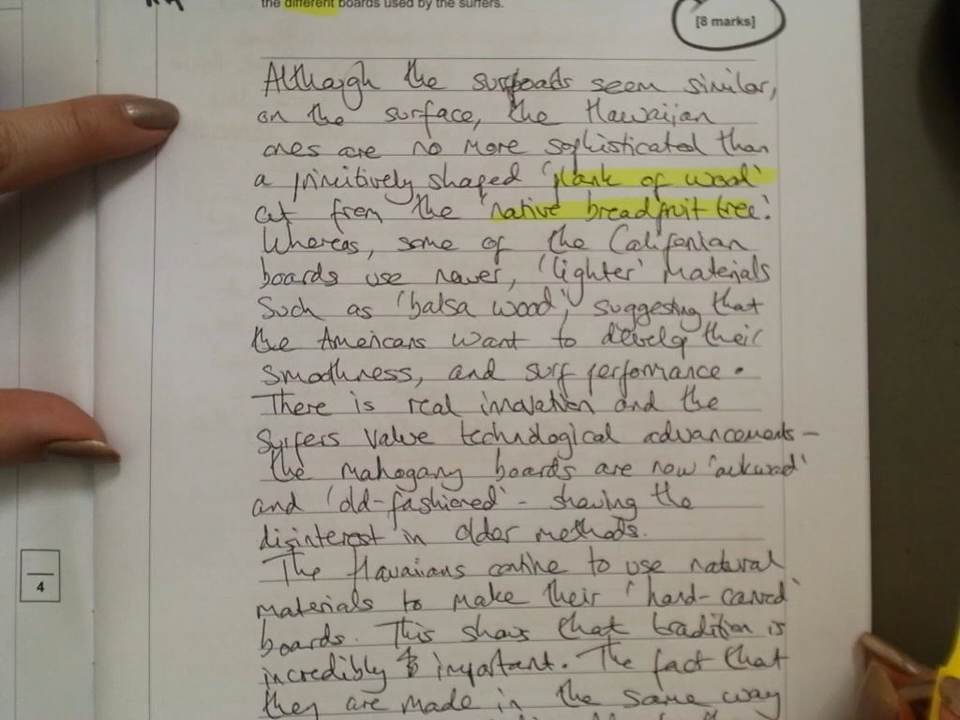 the different boards used by the surfers.
[8 marks]
Although the surfboads seem similar,
on the surface, the Hawaiian
ones are no more sophisticated than
a primitively shaped 'plank of wood'
cut from the 'native breadfruit tree'.
Whereas, some of the Califonian
boards use newer, 'lighter' materials
Such as 'balsa wood', suggesting that
the Americans want to develop their
smoothness, and surf performance.
There is real innovation and the
surfers value technological advancements -
the mahogany boards are now 'awkward'
and 'old-fashioned' - showing the
disinterest in older methods.
The Hawaiians continue to use natural
materials to make their 'hand-carved'
boards. This shows that tradition is
incredibly important. The fact that
they are made in the same way
4